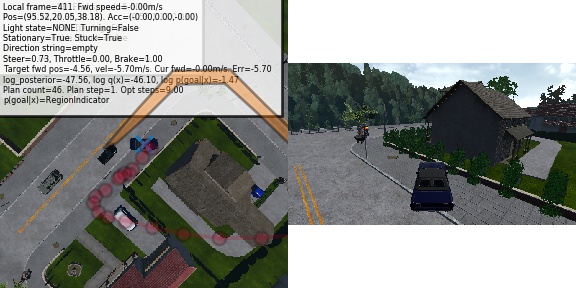 Local frame=411. Fwd speed=-0.00m/s
Pos=(95.52,20.05,38.18). Acc=(-0.00,0.00,-0.00)
Light state=NONE. Turning=False
Stationary=True. Stuck=True
Direction string=empty
Steer=0.73, Throttle=0.00, Brake=1.00
Target fwd pos=-4.56, vel=-5.70m/s. Cur fwd=-0.00m/s. Err=-5.70
log_posterior=-47.56, log q(x)=-46.10, log p(goal|x)=-1.47
Plan count=46. Plan step=1. Opt steps=9.00
p(goal|x)=RegionIndicator